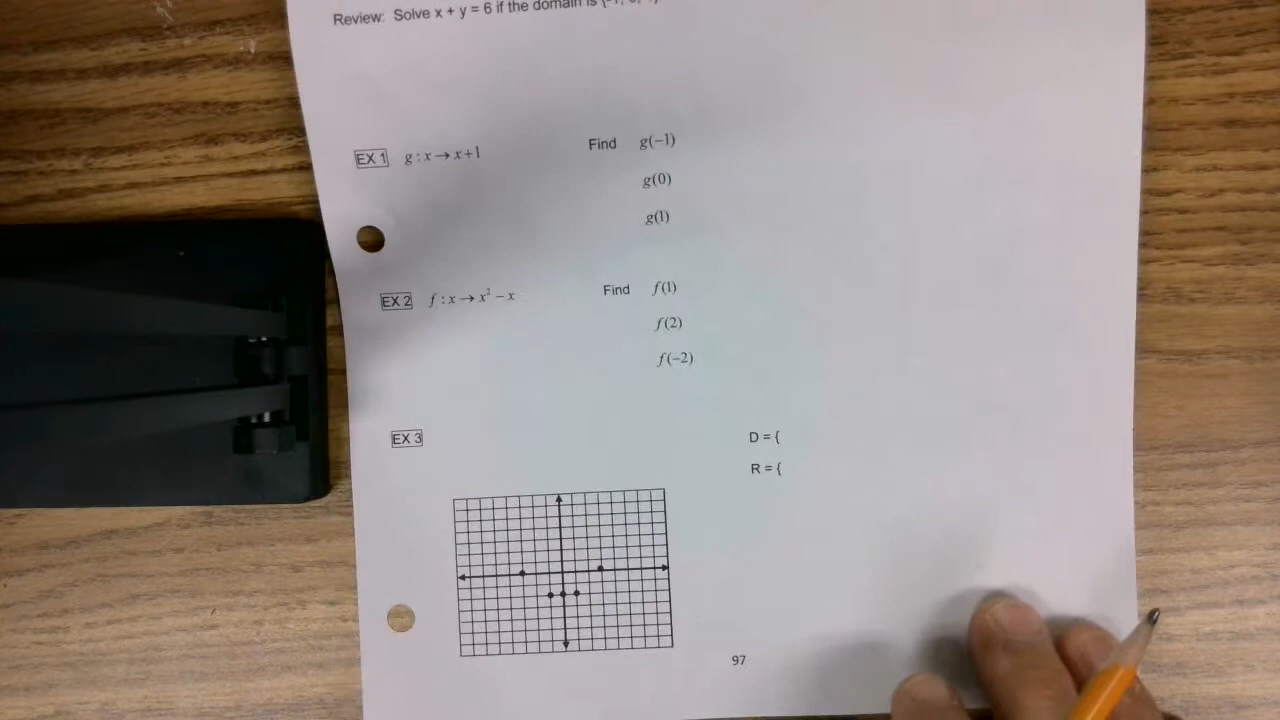 Review: Solve x + y = 6 if the domain is
EX 1 g : x → x + 1 Find g(−1)
g(0)
g(1)
EX 2 f : x → x² − x Find f(1)
f(2)
f(−2)
EX 3 D = {
R = {
97